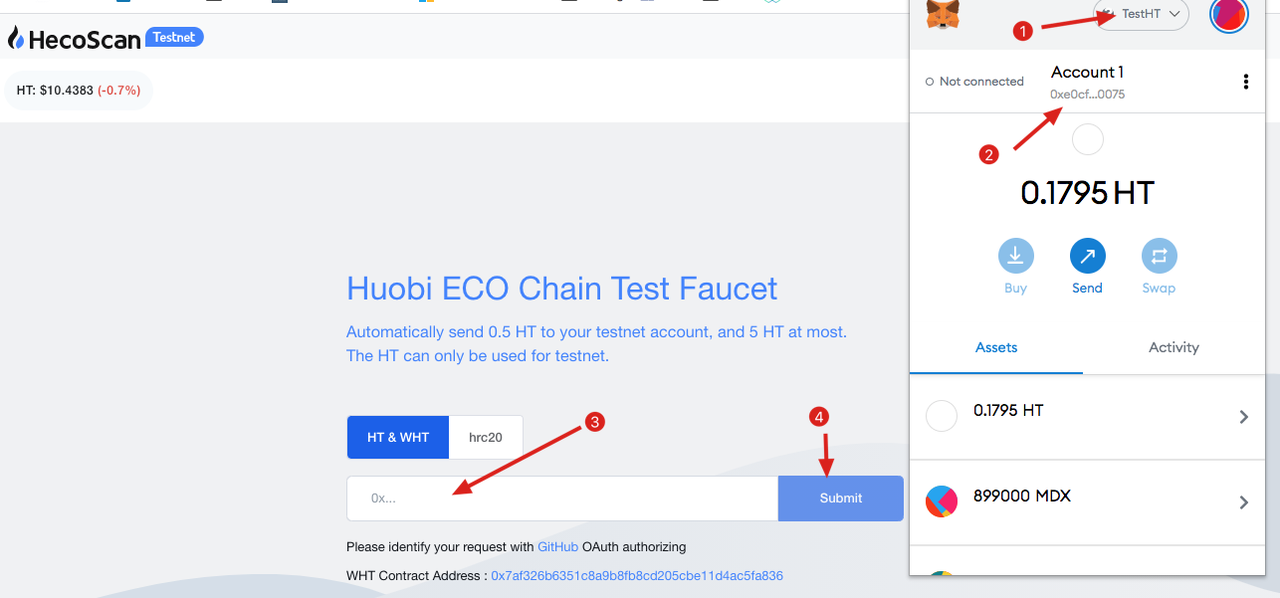 HecoScan Testnet
HT: $10.4383 (-0.7%)
Huobi ECO Chain Test Faucet
Automatically send 0.5 HT to your testnet account, and 5 HT at most.
The HT can only be used for testnet.
HT & WHT
hrc20
0x...
Submit
Please identify your request with GitHub OAuth authorizing
WHT Contract Address : 0x7af326b6351c8a9b8fb8cd205cbe11d4ac5fa836
1
TestHT
Not connected
Account 1
0xe0cf...0075
2
0.1795 HT
Buy
Send
Swap
Assets
Activity
0.1795 HT
899000 MDX
3
4